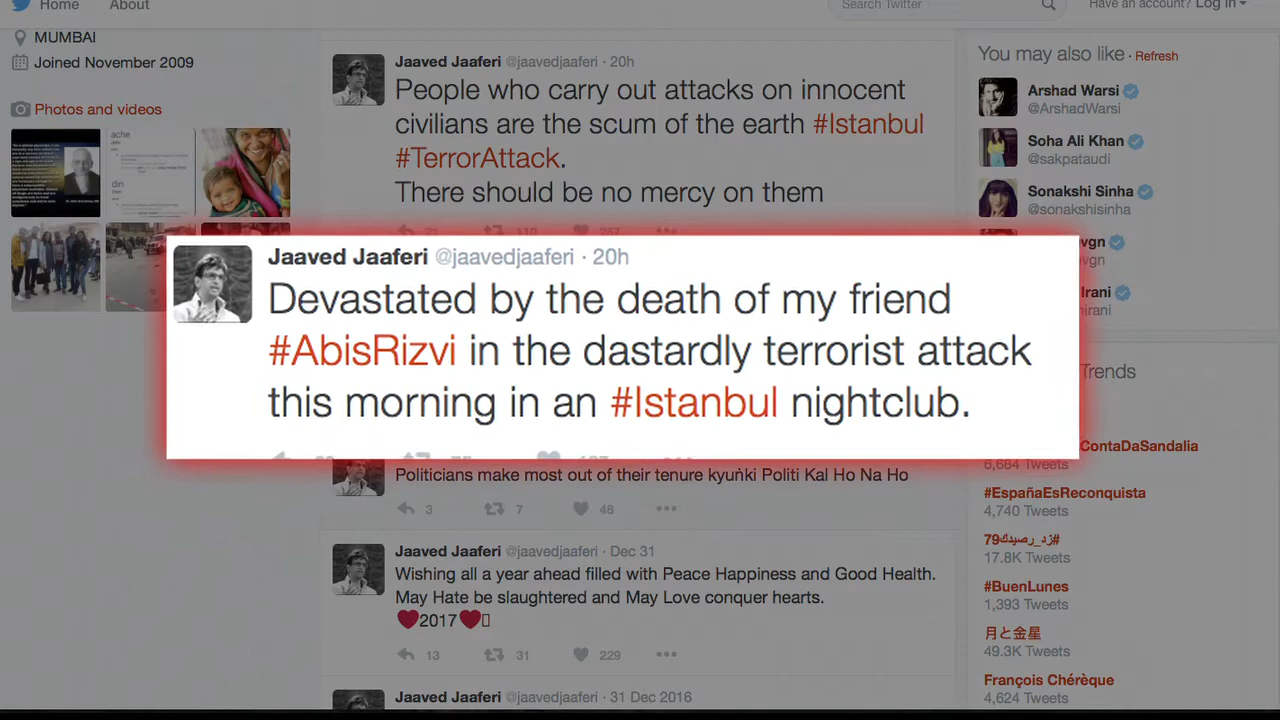 Home About
Search Twitter
Have an account? Log in
MUMBAI
Joined November 2009
Photos and videos
Jaaved Jaaferi @jaavedjaaferi · 20h
People who carry out attacks on innocent
civilians are the scum of the earth #Istanbul
#TerrorAttack.
There should be no mercy on them
Jaaved Jaaferi @jaavedjaaferi · 20h
Devastated by the death of my friend
#AbisRizvi in the dastardly terrorist attack
this morning in an #Istanbul nightclub.
Politicians make most out of their tenure kyuṅki Politi Kal Ho Na Ho
3 7 48
Jaaved Jaaferi @jaavedjaaferi · Dec 31
Wishing all a year ahead filled with Peace Happiness and Good Health.
May Hate be slaughtered and May Love conquer hearts.
❤2017❤
13 31 229
Jaaved Jaaferi @jaavedjaaferi · 31 Dec 2016
You may also like · Refresh
Arshad Warsi
@ArshadWarsi
Soha Ali Khan
@sakpataudi
Sonakshi Sinha
@sonakshisinha
vgn
Irani
Trends
ContaDaSandalia
6,684 Tweets
#EspañaEsReconquista
4,740 Tweets
#زد_رصيدك79
17.8K Tweets
#BuenLunes
1,393 Tweets
月と金星
49.3K Tweets
François Chérèque
4,624 Tweets